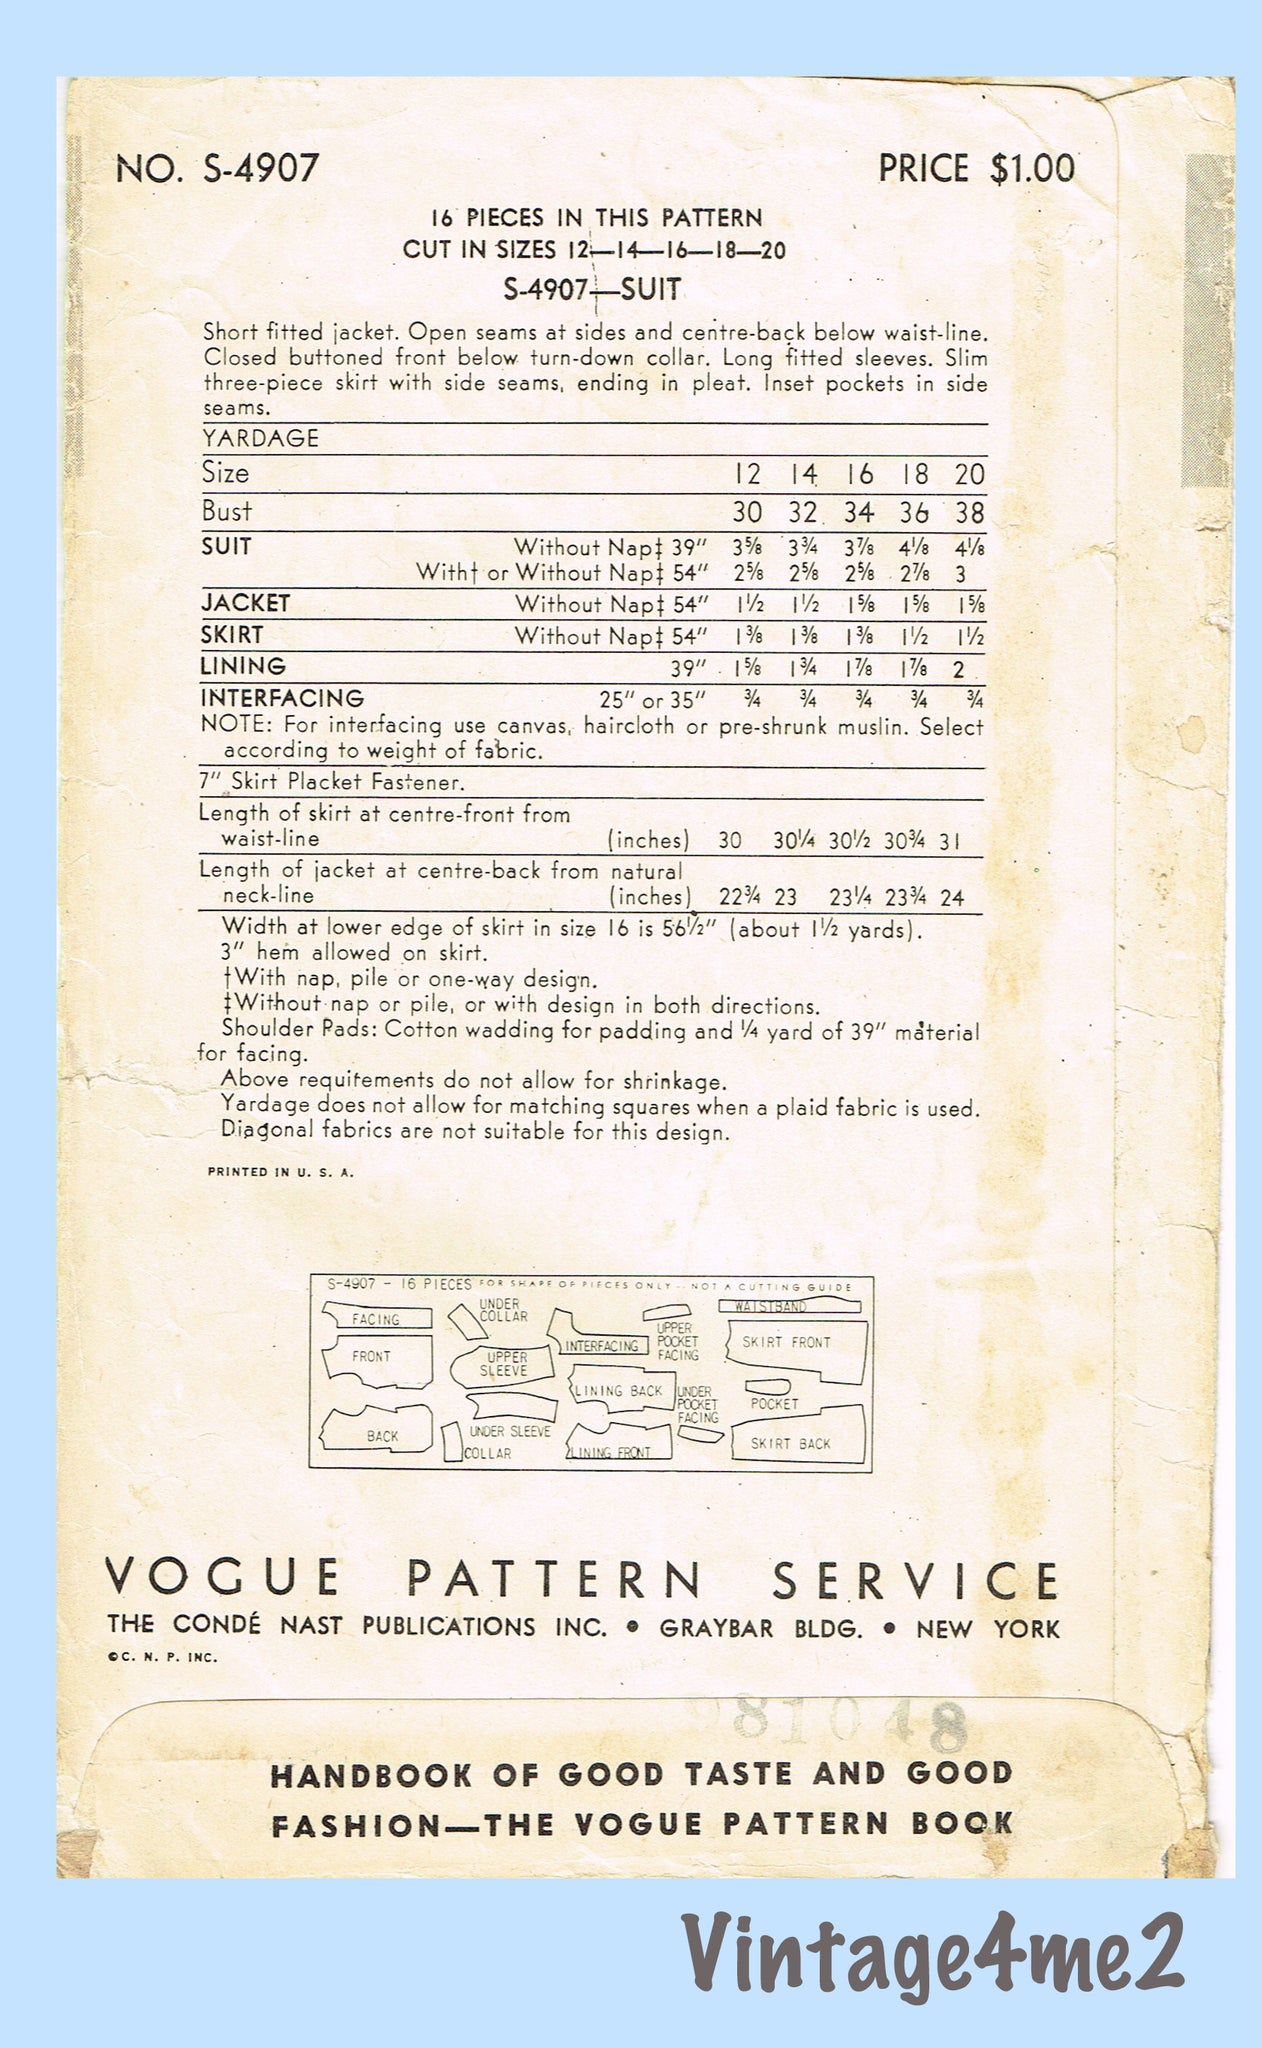 NO. S-4907 PRICE $1.00
16 PIECES IN THIS PATTERN
CUT IN SIZES 12—14—16—18—20
S-4907—SUIT
Short fitted jacket. Open seams at sides and centre-back below waist-line.
Closed buttoned front below turn-down collar. Long fitted sleeves. Slim
three-piece skirt with side seams, ending in pleat. Inset pockets in side
seams.
YARDAGE
Size 12 14 16 18 20
Bust 30 32 34 36 38
SUIT Without Nap‡ 39" 3⅝ 3¾ 3⅞ 4⅛ 4⅛
With† or Without Nap‡ 54" 2⅝ 2⅝ 2⅝ 2⅞ 3
JACKET Without Nap‡ 54" 1½ 1½ 1⅝ 1⅝ 1⅝
SKIRT Without Nap‡ 54" 1⅜ 1⅜ 1⅜ 1½ 1½
LINING 39" 1⅝ 1¾ 1⅞ 1⅞ 2
INTERFACING 25" or 35" ¾ ¾ ¾ ¾ ¾
NOTE: For interfacing use canvas, haircloth or pre-shrunk muslin. Select
according to weight of fabric.
7" Skirt Placket Fastener.
Length of skirt at centre-front from
waist-line (inches) 30 30¼ 30½ 30¾ 31
Length of jacket at centre-back from natural
neck-line (inches) 22¾ 23 23¼ 23¾ 24
Width at lower edge of skirt in size 16 is 56½" (about 1½ yards).
3" hem allowed on skirt.
†With nap, pile or one-way design.
‡Without nap or pile, or with design in both directions.
Shoulder Pads: Cotton wadding for padding and ¼ yard of 39" material
for facing.
Above requirements do not allow for shrinkage.
Yardage does not allow for matching squares when a plaid fabric is used.
Diagonal fabrics are not suitable for this design.
PRINTED IN U. S. A.
S-4907 - 16 PIECES FOR SHAPE OF PIECES ONLY - NOT A CUTTING GUIDE
FACING
FRONT
BACK
UNDER
COLLAR
UPPER
SLEEVE
UNDER SLEEVE
COLLAR
INTERFACING
LINING BACK
LINING FRONT
UPPER
POCKET
FACING
UNDER
POCKET
FACING
WAISTBAND
SKIRT FRONT
POCKET
SKIRT BACK
VOGUE PATTERN SERVICE
THE CONDÉ NAST PUBLICATIONS INC. • GRAYBAR BLDG. • NEW YORK
©C. N. P. INC.
HANDBOOK OF GOOD TASTE AND GOOD
FASHION—THE VOGUE PATTERN BOOK
Vintage4me2